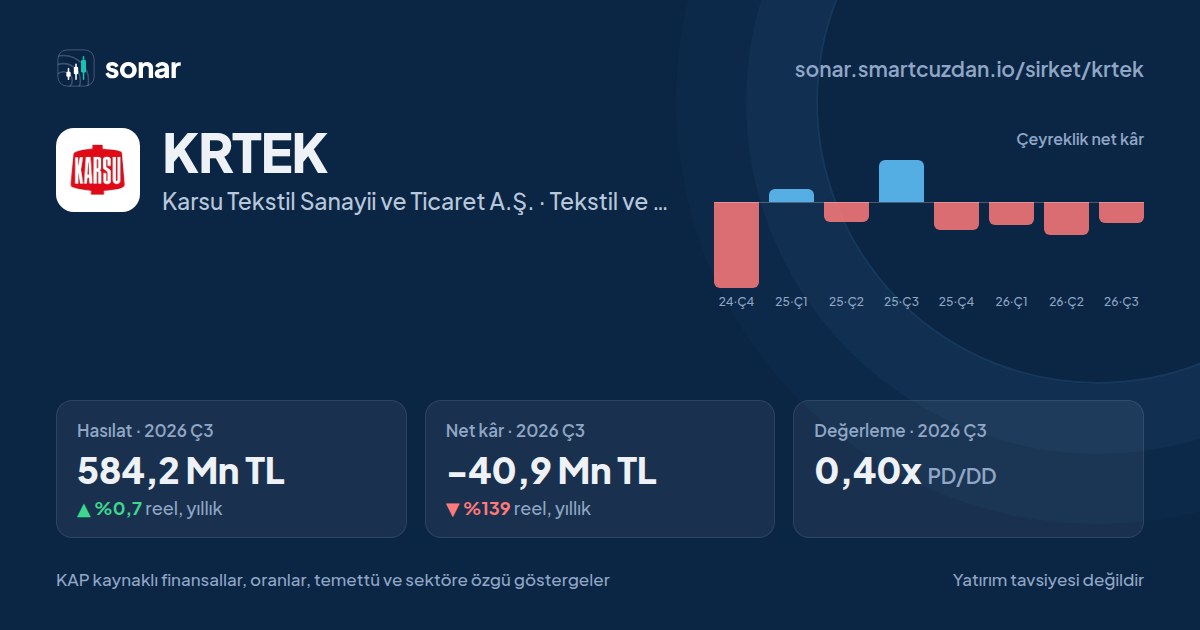 sonar
sonar.smartcuzdan.io/sirket/krtek
KARSU
KRTEK
Karsu Tekstil Sanayii ve Ticaret A.Ş. · Tekstil ve ...
Çeyreklik net kâr
24·Ç4 25·Ç1 25·Ç2 25·Ç3 25·Ç4 26·Ç1 26·Ç2 26·Ç3
Hasılat · 2026 Ç3
584,2 Mn TL
▲ %0,7 reel, yıllık
Net kâr · 2026 Ç3
−40,9 Mn TL
▼ %139 reel, yıllık
Değerleme · 2026 Ç3
0,40x PD/DD
KAP kaynaklı finansallar, oranlar, temettü ve sektöre özgü göstergeler
Yatırım tavsiyesi değildir